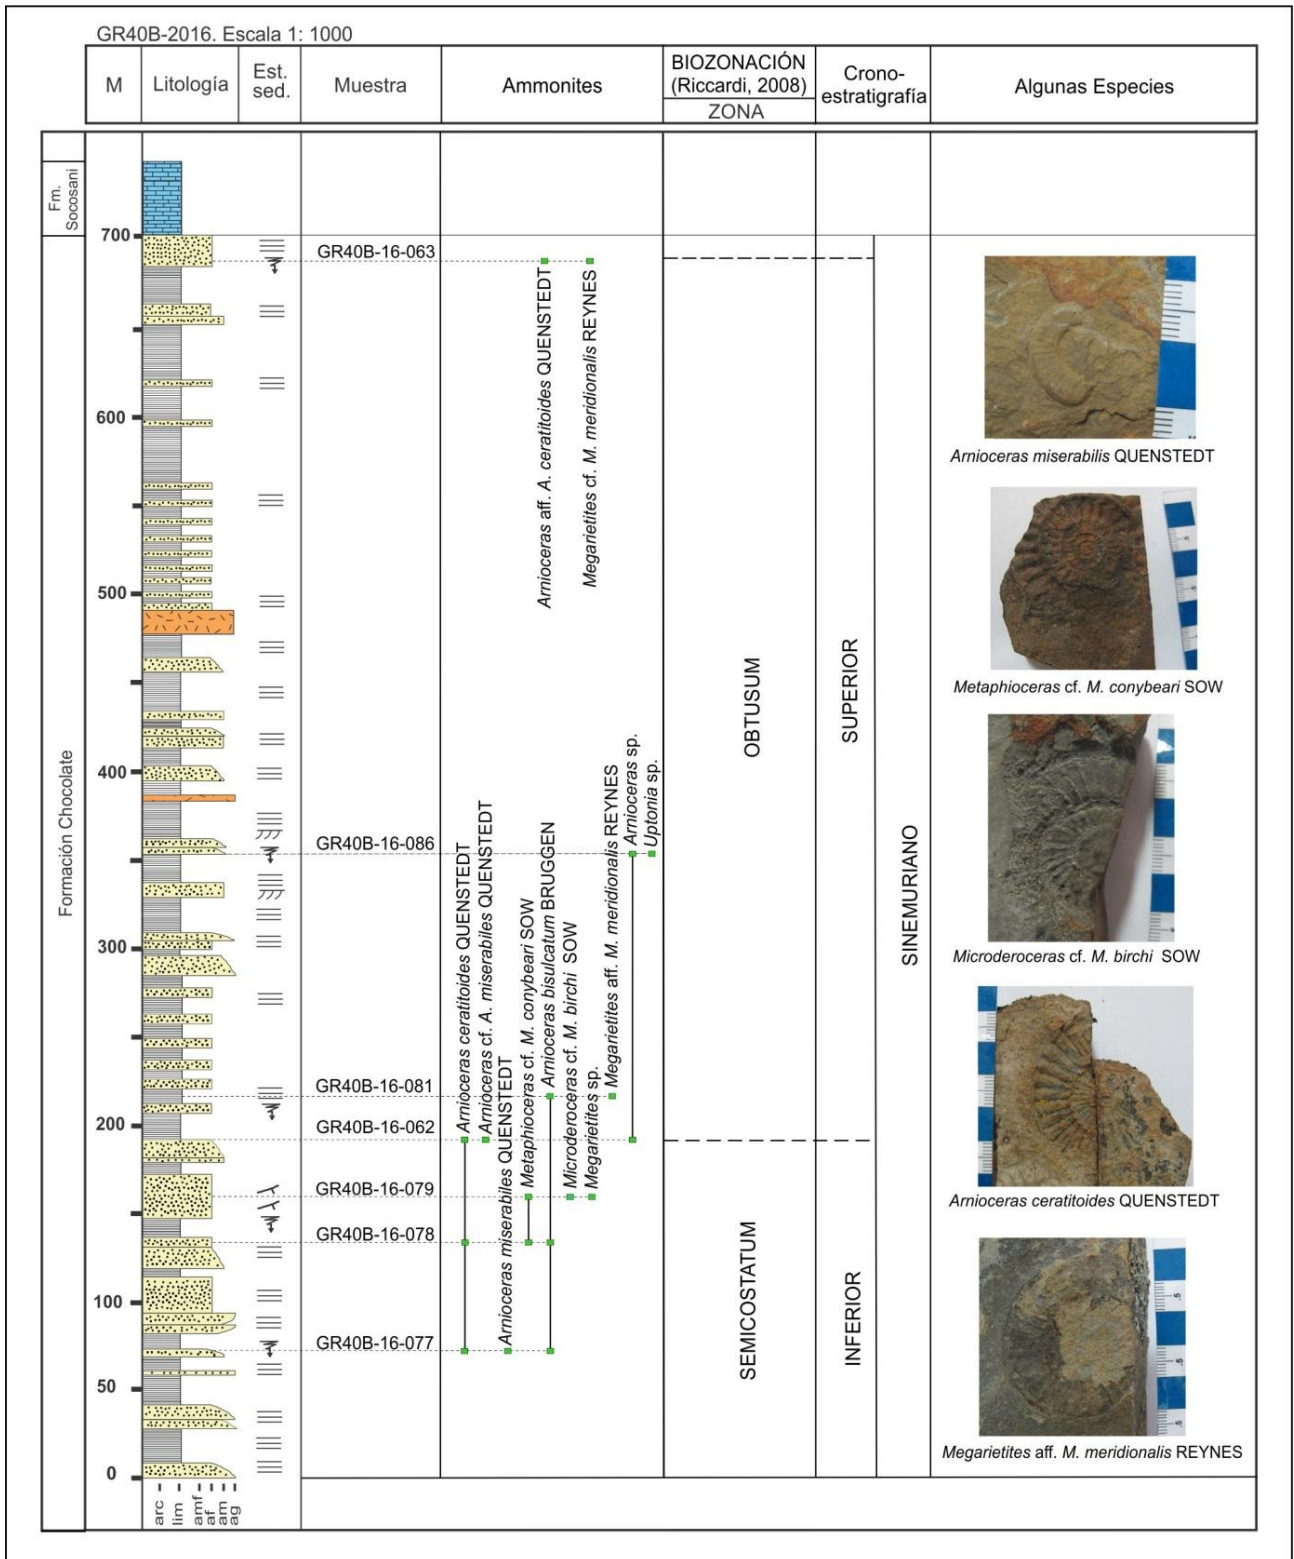 GR40B-2016. Escala 1: 1000
M
Litología
Est.
sed.
Muestra
Ammonites
BIOZONACIÓN
(Riccardi, 2008)
ZONA
Crono-
estratigrafía
Algunas Especies
Fm.
Socosani
Formación Chocolate
700
600
500
400
300
200
100
50
0
arc
lim
amf
af
am
ag
GR40B-16-063
GR40B-16-086
GR40B-16-081
GR40B-16-062
GR40B-16-079
GR40B-16-078
GR40B-16-077
Arnioceras aff. A. ceratitoides QUENSTEDT
Megarietites cf. M. meridionalis REYNES
Arnioceras ceratitoides QUENSTEDT
Arnioceras cf. A. miserabiles QUENSTEDT
Arnioceras miserabiles QUENSTEDT
Metaphioceras cf. M. conybeari SOW
Arnioceras bisulcatum BRUGGEN
Microderoceras cf. M. birchi SOW
Megarietites sp.
Megarietites aff. M. meridionalis REYNES
Arnioceras sp.
Uptonia sp.
OBTUSUM
SEMICOSTATUM
SUPERIOR
INFERIOR
SINEMURIANO
Arnioceras miserabilis QUENSTEDT
Metaphioceras cf. M. conybeari SOW
Microderoceras cf. M. birchi SOW
Arnioceras ceratitoides QUENSTEDT
Megarietites aff. M. meridionalis REYNES